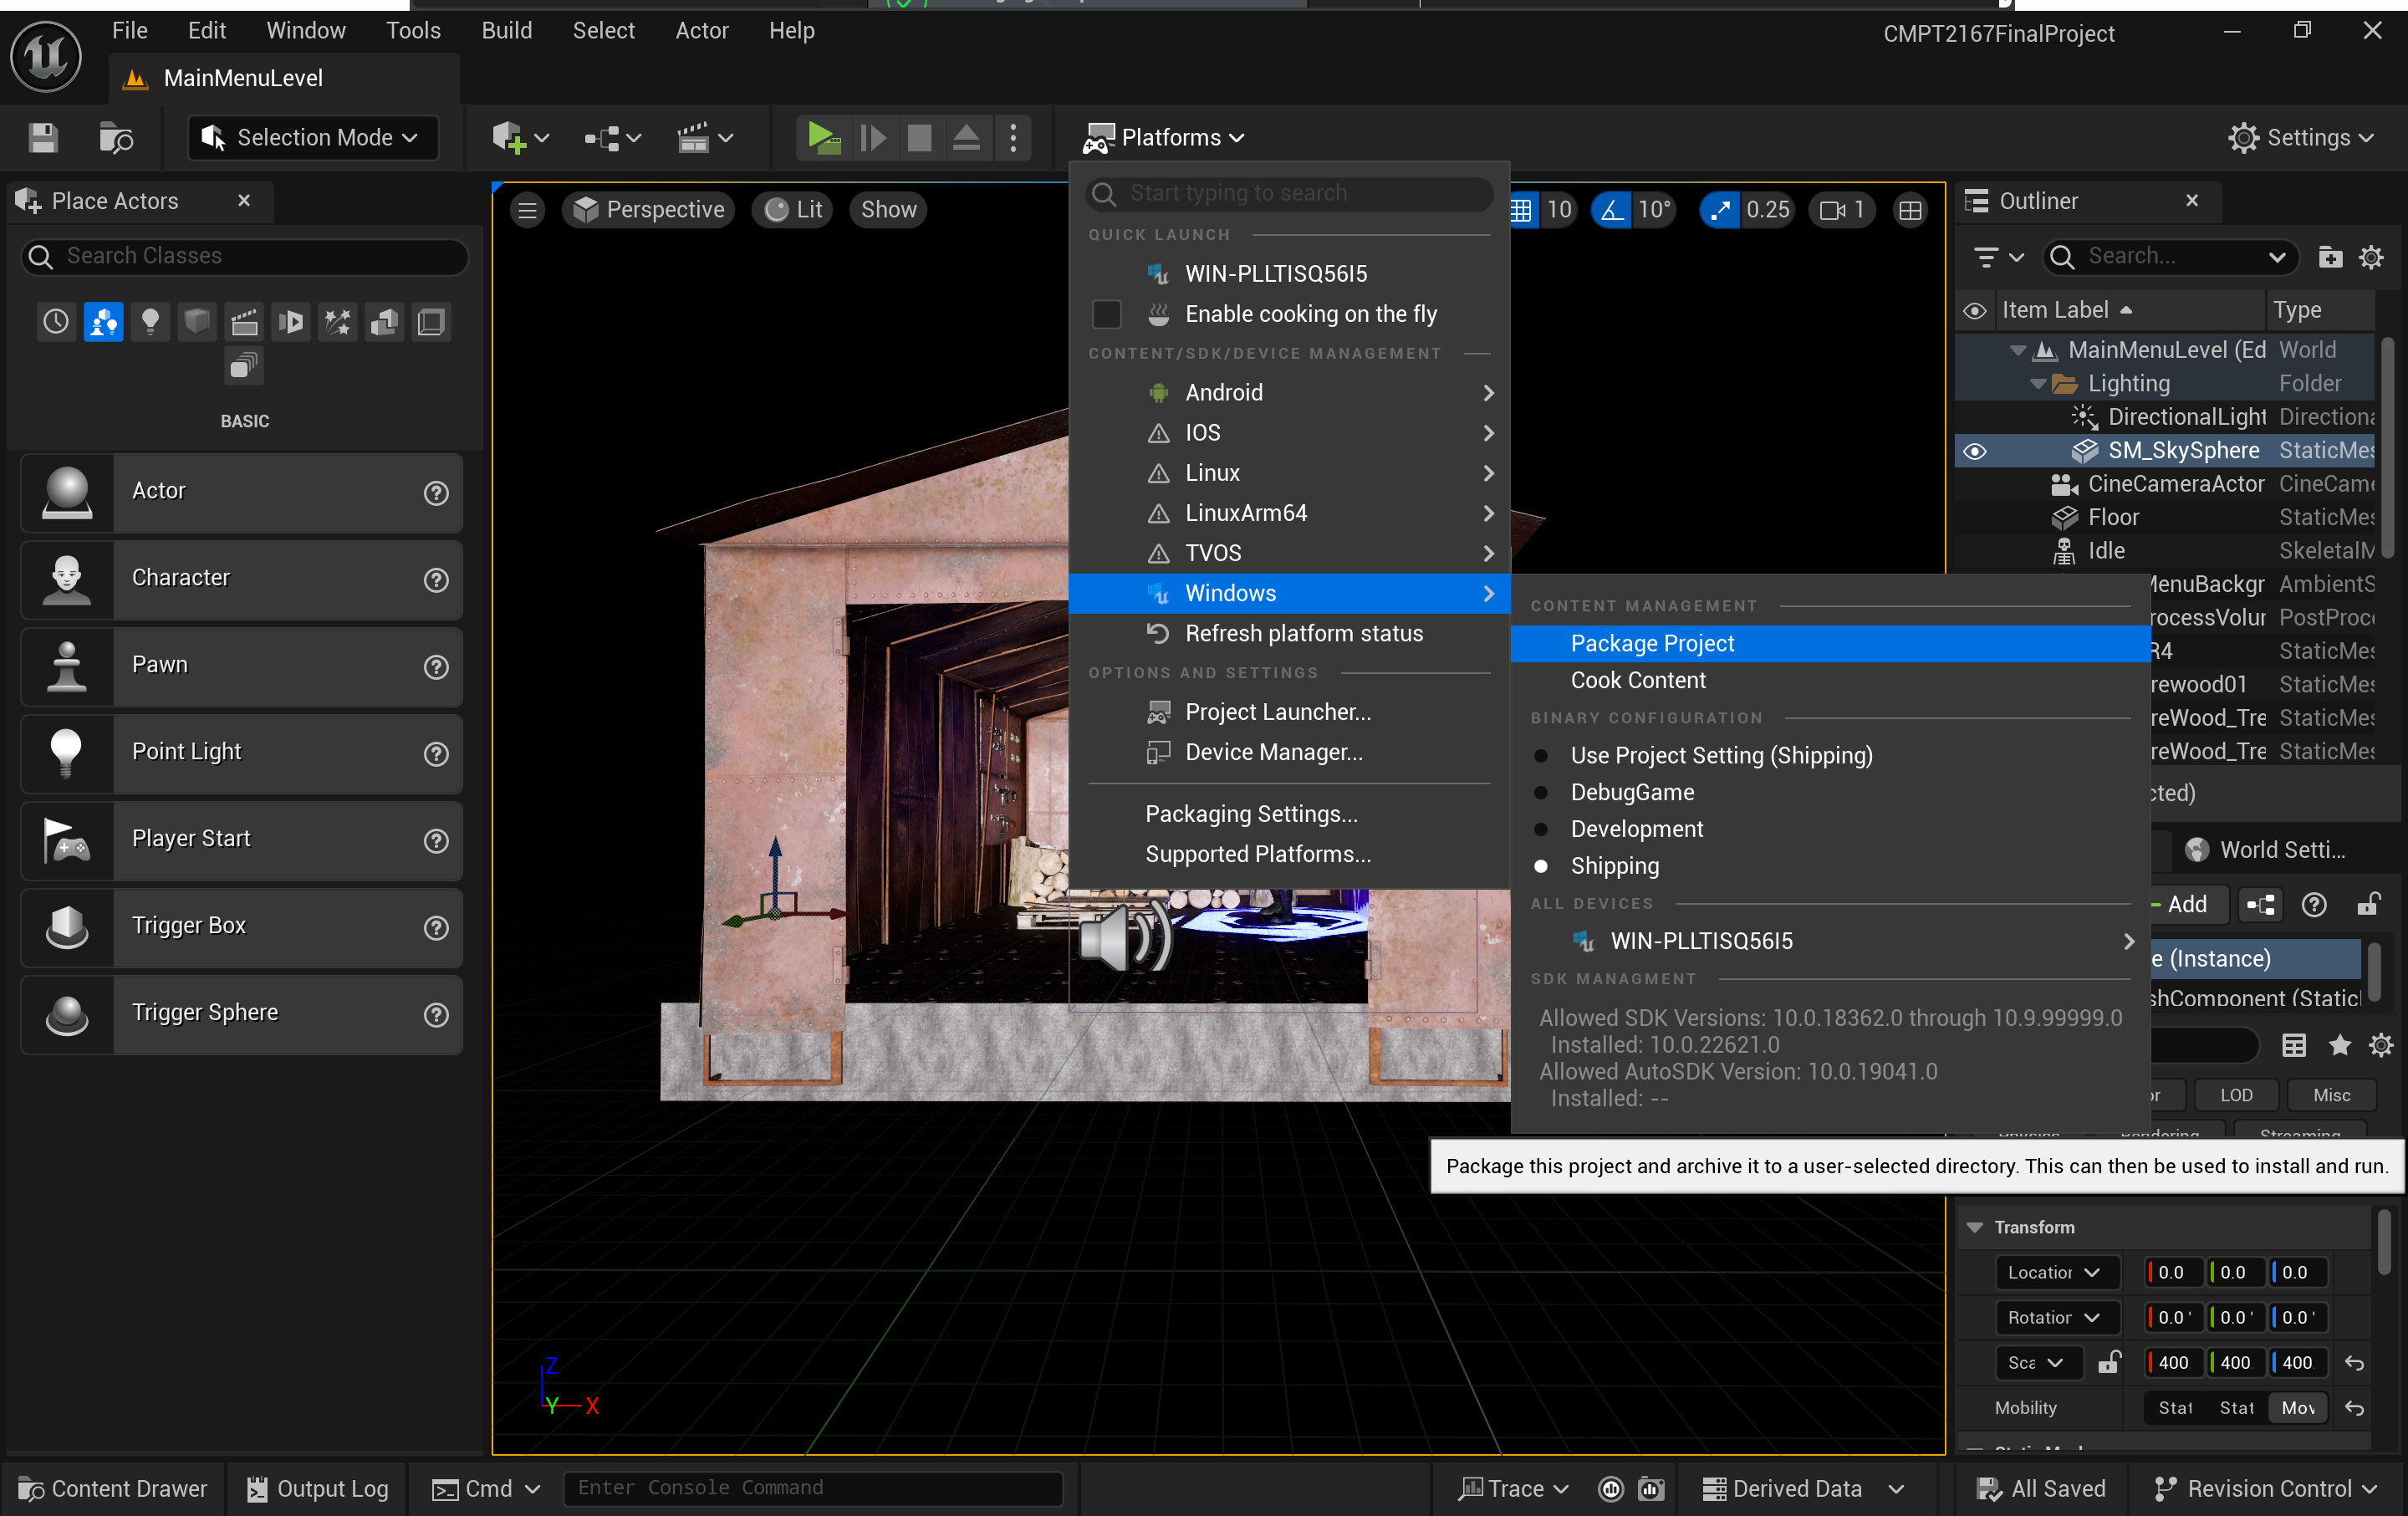 File Edit Window Tools Build Select Actor Help
CMPT2167FinalProject
MainMenuLevel
Selection Mode
Platforms
Settings
Place Actors
Search Classes
BASIC
Actor
Character
Pawn
Point Light
Player Start
Trigger Box
Trigger Sphere
Perspective
Lit
Show
10
10°
0.25
1
Start typing to search
QUICK LAUNCH
WIN-PLLTISQ56I5
Enable cooking on the fly
CONTENT/SDK/DEVICE MANAGEMENT
Android
IOS
Linux
LinuxArm64
TVOS
Windows
Refresh platform status
OPTIONS AND SETTINGS
Project Launcher...
Device Manager...
Packaging Settings...
Supported Platforms...
CONTENT MANAGEMENT
Package Project
Cook Content
BINARY CONFIGURATION
Use Project Setting (Shipping)
DebugGame
Development
Shipping
ALL DEVICES
WIN-PLLTISQ56I5
SDK MANAGMENT
Allowed SDK Versions: 10.0.18362.0 through 10.9.99999.0
Installed: 10.0.22621.0
Allowed AutoSDK Version: 10.0.19041.0
Installed: --
Package this project and archive it to a user-selected directory. This can then be used to install and run.
Outliner
Search...
Item Label Type
MainMenuLevel (Ed World
Lighting Folder
DirectionalLight Directiona
SM_SkySphere StaticMes
CineCameraActor CineCame
Floor StaticMes
Idle SkeletalM
MenuBackgr AmbientS
rocessVolur PostProce
R4 StaticMes
rewood01 StaticMes
reWood_Tre StaticMes
reWood_Tre StaticMes
cted)
World Setti...
Add
e (Instance)
shComponent (Static
or LOD Misc
Physics Rendering Streaming
Transform
Location 0.0 0.0 0.0
Rotation 0.0° 0.0° 0.0°
Sca 400 400 400
Mobility Stat Stat Mov
Z
Y X
Content Drawer
Output Log
Cmd
Enter Console Command
Trace
Derived Data
All Saved
Revision Control